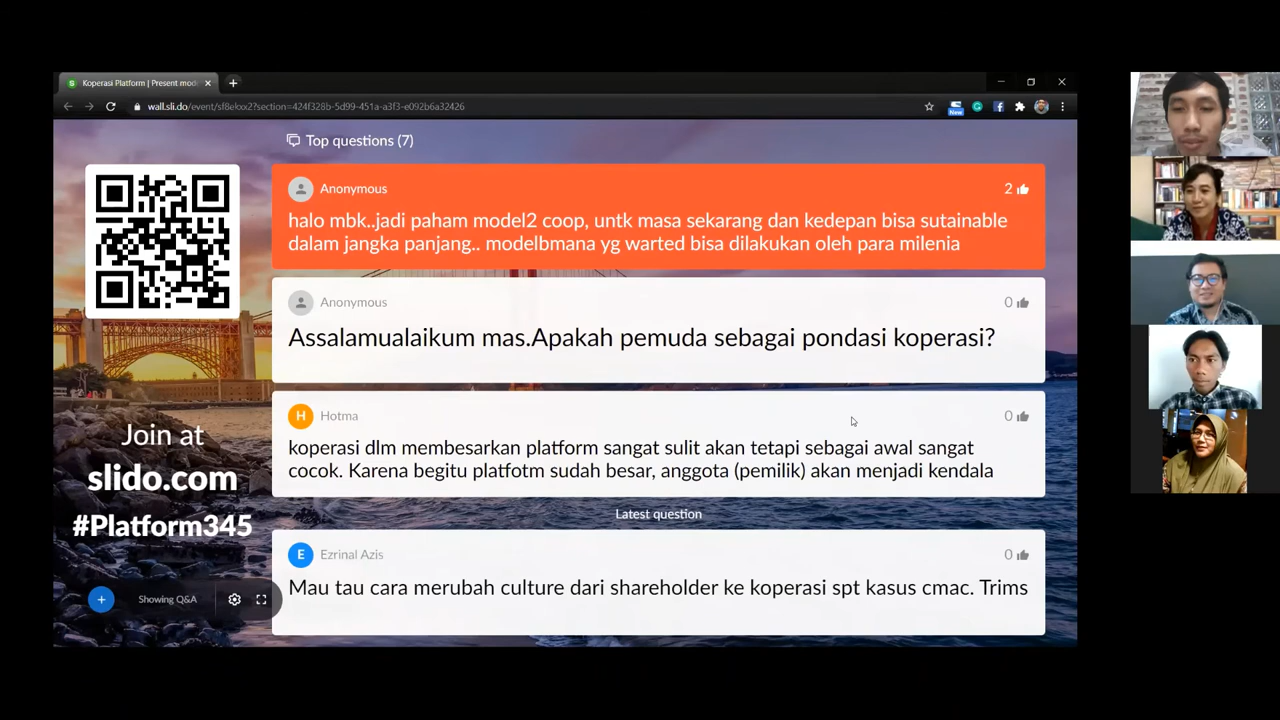 Koperasi Platform | Present mod
wall.sli.do/event/sf8elxx2?section=424f328b-5d99-451a-a3f3-e092b6a32426
New
Top questions (7)
Anonymous
2
halo mbk..jadi paham model2 coop, untk masa sekarang dan kedepan bisa sutainable
dalam jangka panjang.. modelbmana yg warted bisa dilakukan oleh para milenia
Anonymous
0
Assalamualaikum mas.Apakah pemuda sebagai pondasi koperasi?
H
Hotma
0
koperasi dlm membesarkan platform sangat sulit akan tetapi sebagai awal sangat
cocok. Karena begitu platfotm sudah besar, anggota (pemilik) akan menjadi kendala
Latest question
E
Ezrinal Azis
0
Mau tau cara merubah culture dari shareholder ke koperasi spt kasus cmac. Trims
Join at
slido.com
#Platform345
Showing Q&A